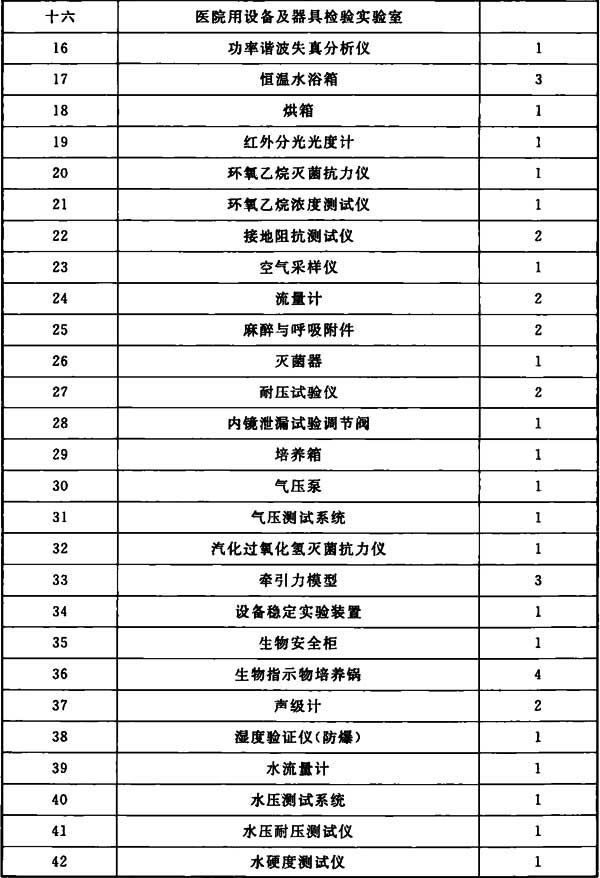 十六 医院用设备及器具检验实验室
16 功率谐波失真分析仪 1
17 恒温水浴箱 3
18 烘箱 1
19 红外分光光度计 1
20 环氧乙烷灭菌抗力仪 1
21 环氧乙烷浓度测试仪 1
22 接地阻抗测试仪 2
23 空气采样仪 1
24 流量计 2
25 麻醉与呼吸附件 2
26 灭菌器 1
27 耐压试验仪 2
28 内镜泄漏试验调节阀 1
29 培养箱 1
30 气压泵 1
31 气压测试系统 1
32 汽化过氧化氢灭菌抗力仪 1
33 牵引力模型 3
34 设备稳定实验装置 1
35 生物安全柜 1
36 生物指示物培养锅 4
37 声级计 2
38 湿度验证仪(防爆) 1
39 水流量计 1
40 水压测试系统 1
41 水压耐压测试仪 1
42 水硬度测试仪 1